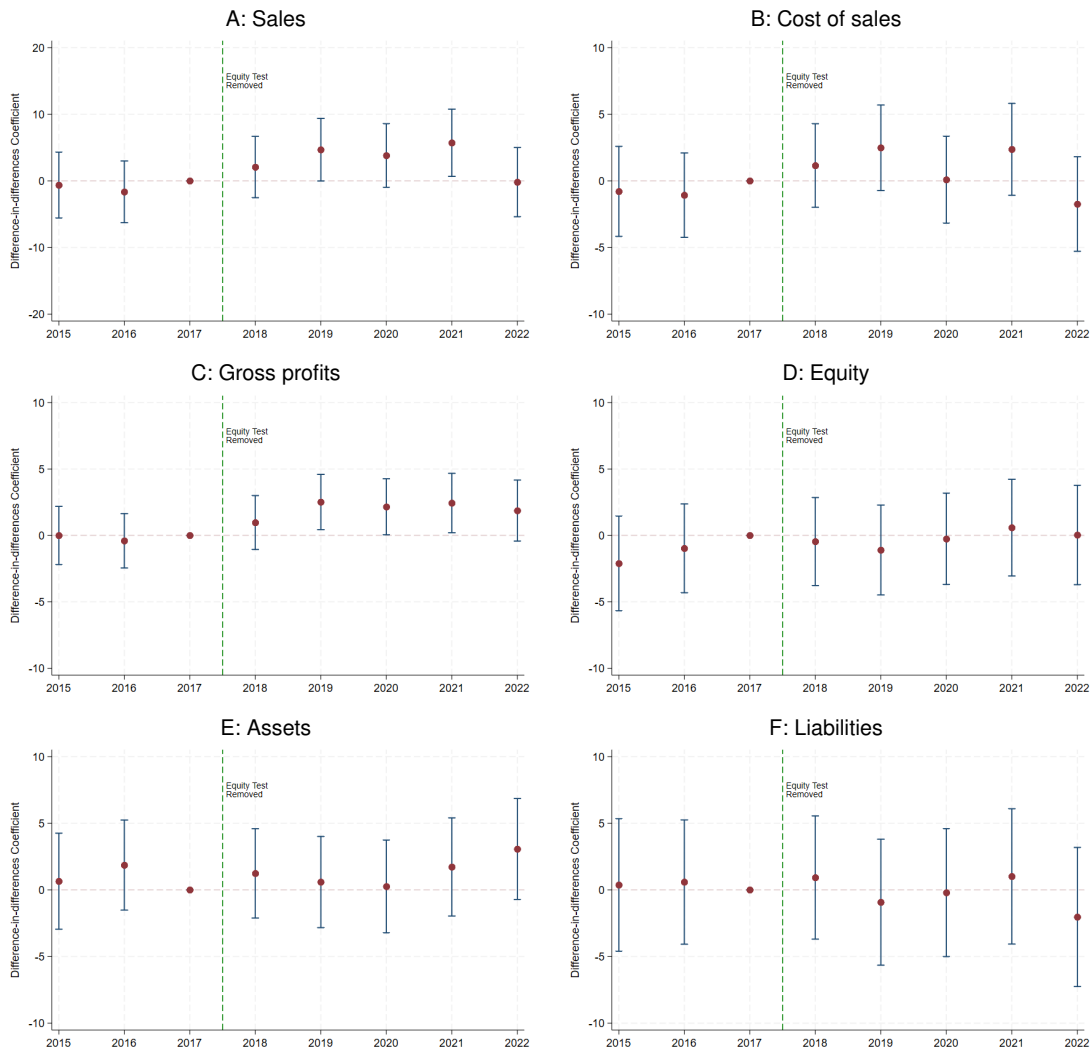 A: Sales
Difference-in-differences Coefficient
20
10
0
-10
-20
Equity Test
Removed
2015 2016 2017 2018 2019 2020 2021 2022
B: Cost of sales
Difference-in-differences Coefficient
10
5
0
-5
-10
Equity Test
Removed
2015 2016 2017 2018 2019 2020 2021 2022
C: Gross profits
Difference-in-differences Coefficient
10
5
0
-5
-10
Equity Test
Removed
2015 2016 2017 2018 2019 2020 2021 2022
D: Equity
Difference-in-differences Coefficient
10
5
0
-5
-10
Equity Test
Removed
2015 2016 2017 2018 2019 2020 2021 2022
E: Assets
Difference-in-differences Coefficient
10
5
0
-5
-10
Equity Test
Removed
2015 2016 2017 2018 2019 2020 2021 2022
F: Liabilities
Difference-in-differences Coefficient
10
5
0
-5
-10
Equity Test
Removed
2015 2016 2017 2018 2019 2020 2021 2022